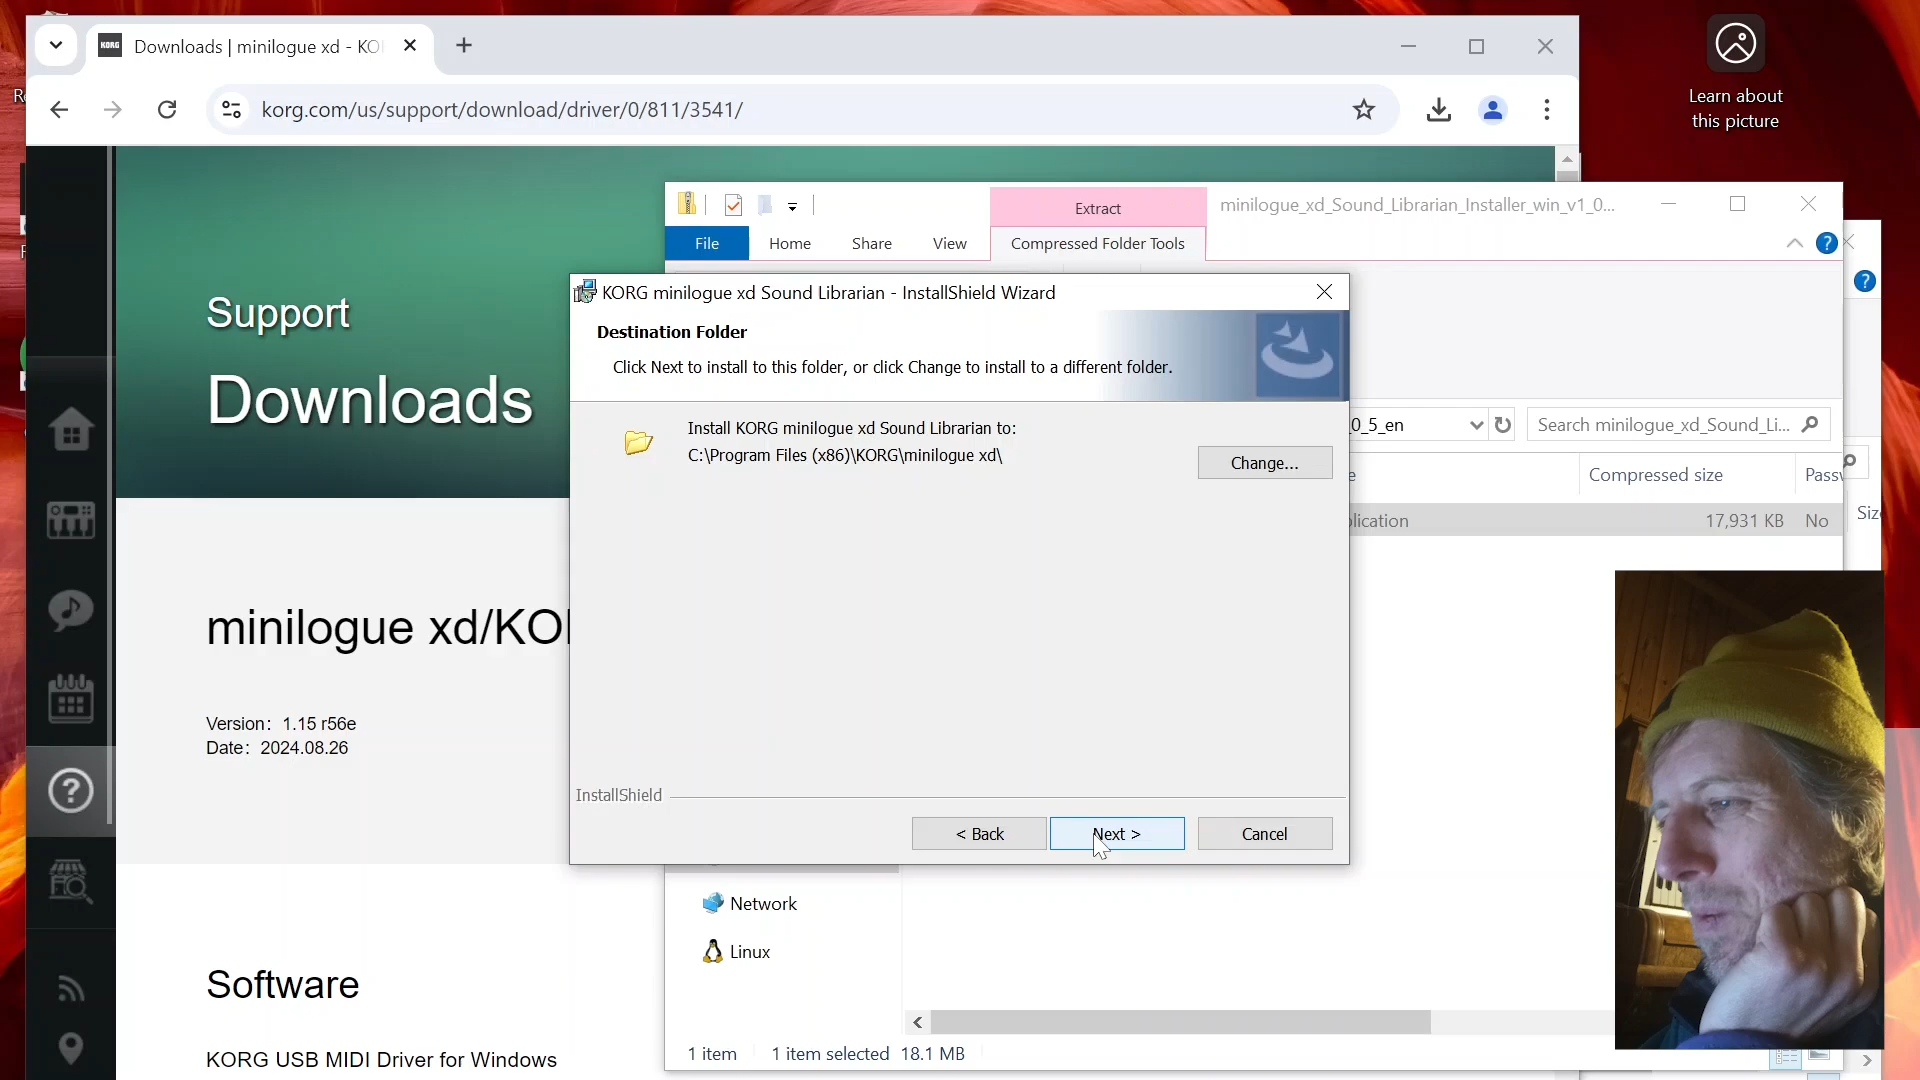 Downloads | minilogue xd - KO
korg.com/us/support/download/driver/0/811/3541/
Learn about
this picture
Support
Downloads
minilogue xd/KO
Version: 1.15 r56e
Date: 2024.08.26
Software
KORG USB MIDI Driver for Windows
Extract
minilogue_xd_Sound_Librarian_Installer_win_v1_0...
File
Home
Share
View
Compressed Folder Tools
KORG minilogue xd Sound Librarian - InstallShield Wizard
Destination Folder
Click Next to install to this folder, or click Change to install to a different folder.
Install KORG minilogue xd Sound Librarian to:
C:\Program Files (x86)\KORG\minilogue xd\
Change...
InstallShield
< Back
Next >
Cancel
0_5_en
Search minilogue_xd_Sound_Li...
Compressed size
Passw
Size
plication
17,931 KB
No
Network
Linux
1 item
1 item selected 18.1 MB